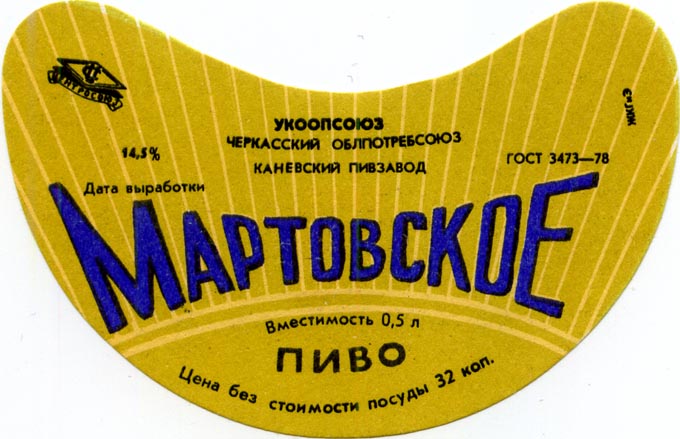 ЦЕНТРОСОЮЗ
УКООПСОЮЗ
ЧЕРКАССКИЙ ОБЛПОТРЕБСОЮЗ
КАНЕВСКИЙ ПИВЗАВОД
14,5%
ГОСТ 3473—78
Дата выработки
МАРТОВСКОЕ
Вместимость 0,5 л
ПИВО
Цена без стоимости посуды 32 коп.